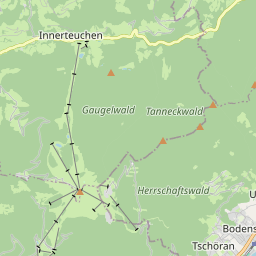 Innerteuchen
Gaugelwald
Tanneckwald
Herrschaftswald
U
Bodens
Tschöran